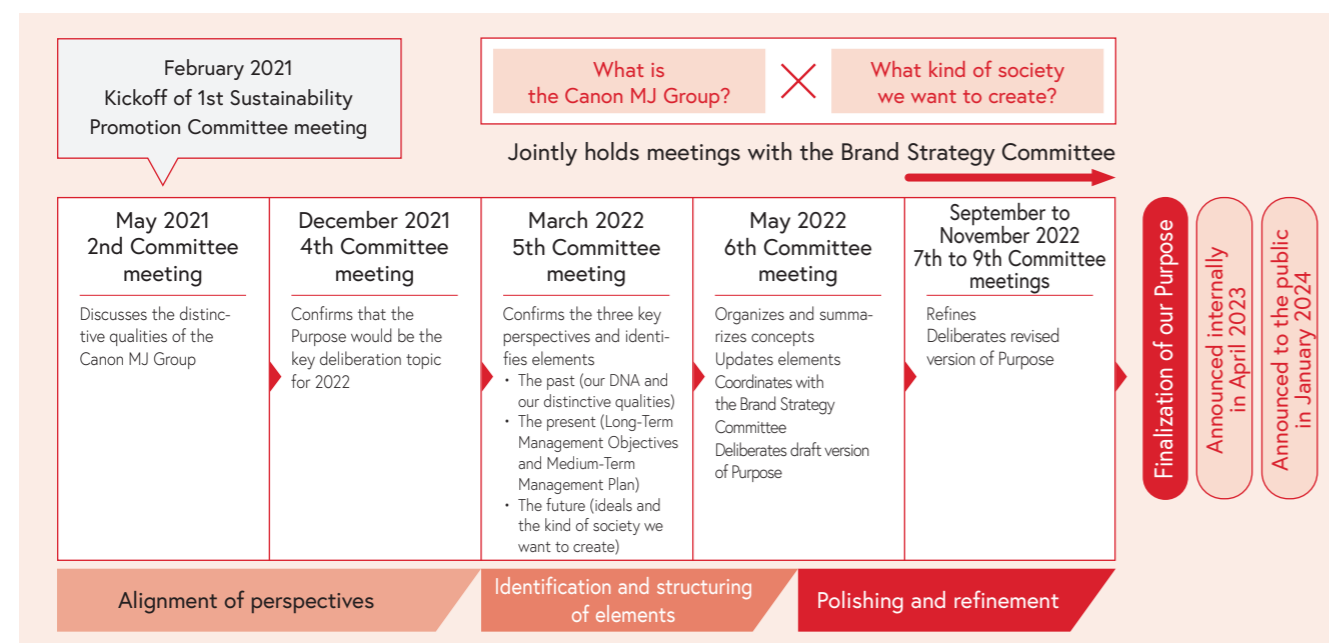 February 2021
Kickoff of 1st Sustainability
Promotion Committee meeting
What is
the Canon MJ Group?
What kind of society
we want to create?
Jointly holds meetings with the Brand Strategy Committee
May 2021
2nd Committee
meeting
Discusses the distinc-
tive qualities of the
Canon MJ Group
December 2021
4th Committee
meeting
Confirms that the
Purpose would be the
key deliberation topic
for 2022
March 2022
5th Committee
meeting
Confirms the three key
perspectives and identi-
fies elements
• The past (our DNA and
our distinctive qualities)
• The present (Long-Term
Management Objectives
and Medium-Term
Management Plan)
• The future (ideals and
the kind of society we
want to create)
May 2022
6th Committee
meeting
Organizes and summa-
rizes concepts
Updates elements
Coordinates with
the Brand Strategy
Committee
Deliberates draft version
of Purpose
September to
November 2022
7th to 9th Committee
meetings
Refines
Deliberates revised
version of Purpose
Finalization of our Purpose
Announced internally
in April 2023
Announced to the public
in January 2024
Alignment of perspectives
Identification and structuring
of elements
Polishing and refinement